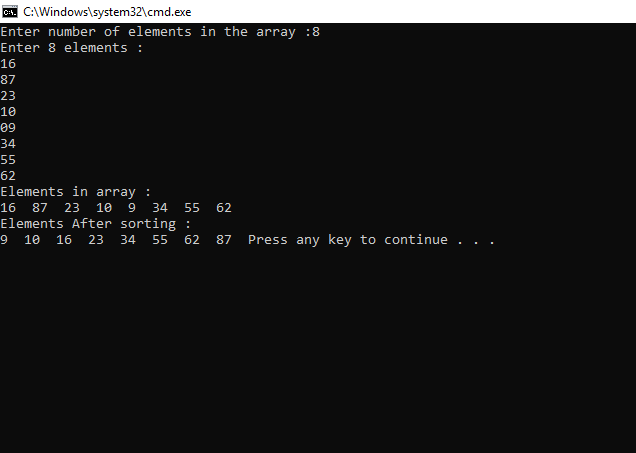 C:\Windows\system32\cmd.exe
Enter number of elements in the array :8
Enter 8 elements :
16
87
23
10
09
34
55
62
Elements in array :
16  87  23  10  9  34  55  62
Elements After sorting :
9  10  16  23  34  55  62  87  Press any key to continue . . .